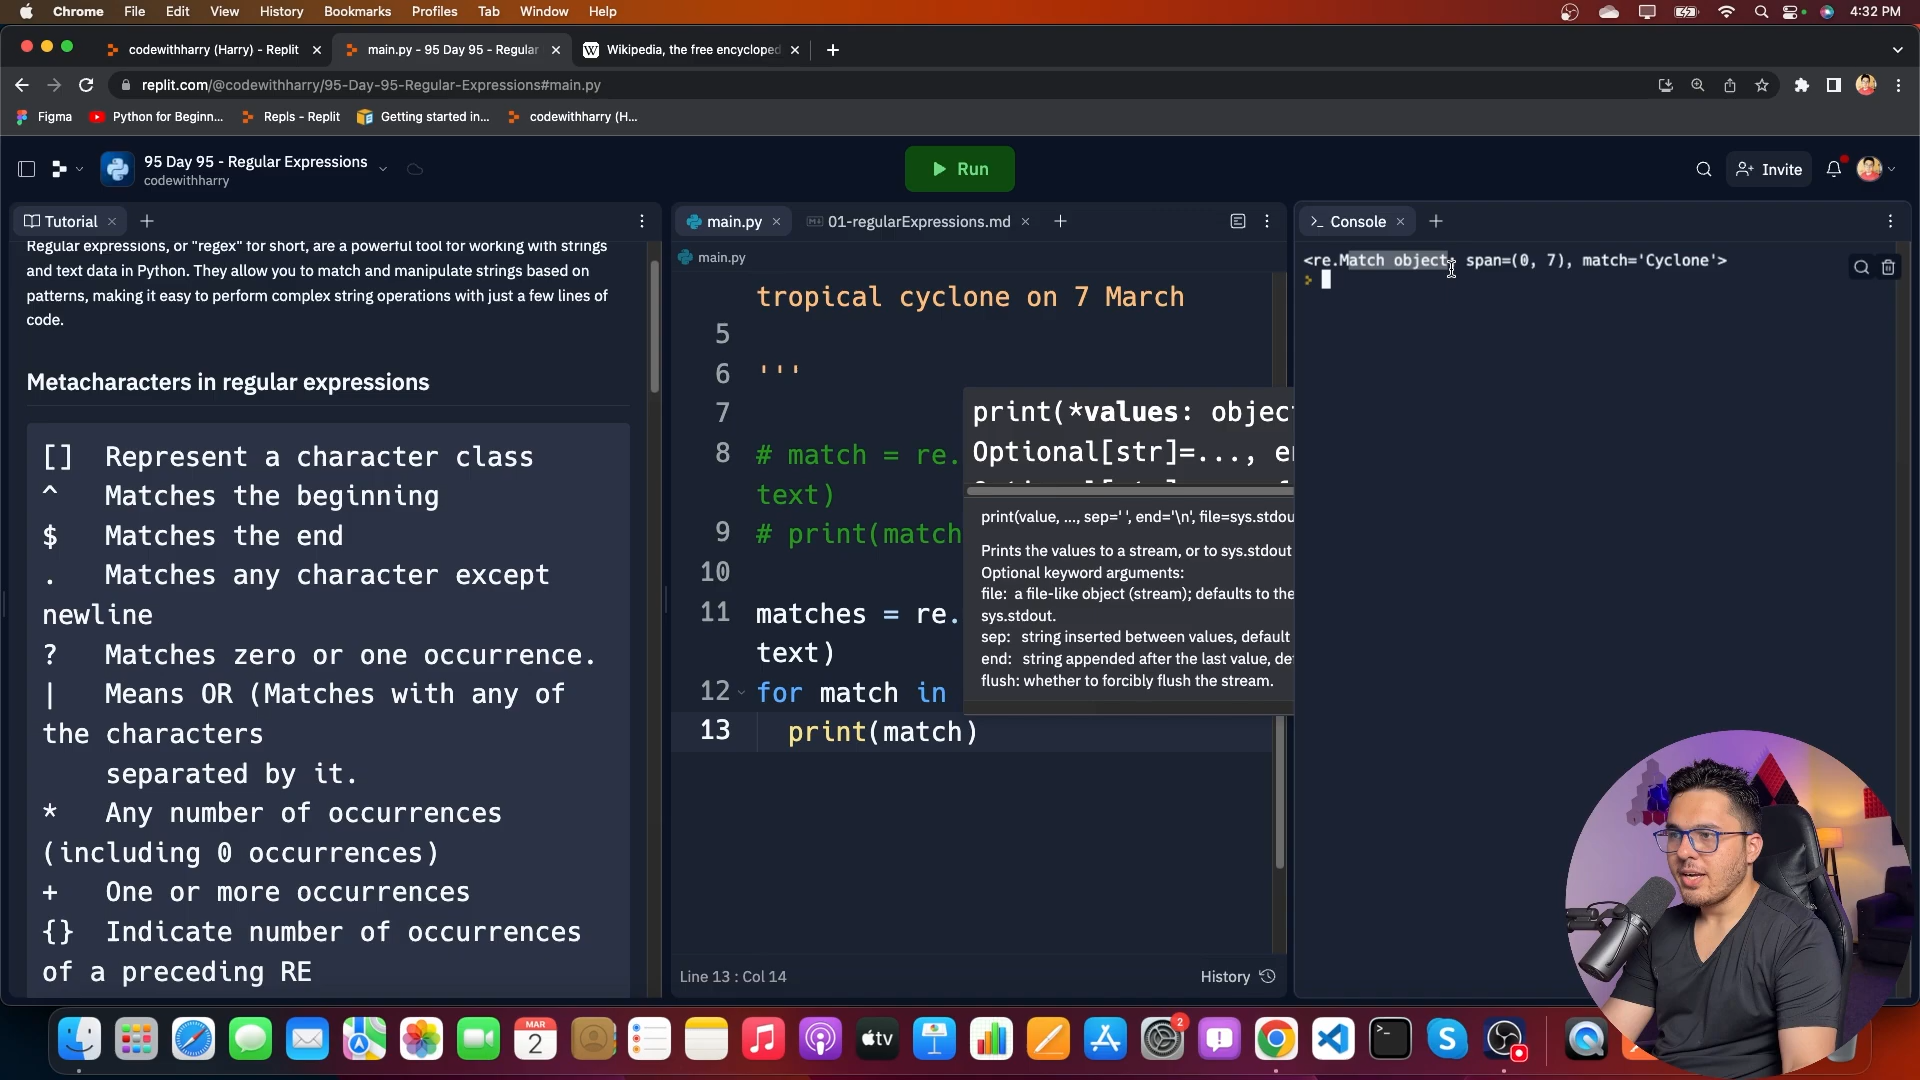 Chrome File Edit View History Bookmarks Profiles Tab Window Help 4:32 PM
codewithharry (Harry) - Replit main.py - 95 Day 95 - Regular Wikipedia, the free encycloped
replit.com/@codewithharry/95-Day-95-Regular-Expressions#main.py
Figma Python for Beginn... Repls - Replit Getting started in... codewithharry (H...
95 Day 95 - Regular Expressions
codewithharry
Run
Invite
Tutorial
Regular expressions, or "regex" for short, are a powerful tool for working with strings
and text data in Python. They allow you to match and manipulate strings based on
patterns, making it easy to perform complex string operations with just a few lines of
code.
Metacharacters in regular expressions
[] Represent a character class
^ Matches the beginning
$ Matches the end
. Matches any character except
newline
? Matches zero or one occurrence.
| Means OR (Matches with any of
the characters
separated by it.
* Any number of occurrences
(including 0 occurrences)
+ One or more occurrences
{} Indicate number of occurrences
of a preceding RE
main.py 01-regularExpressions.md
main.py
tropical cyclone on 7 March
5
6 '''
7
8 # match = re.
text)
9 # print(match
10
11 matches = re.
text)
12 for match in
13 print(match)
print(*values: objec
Optional[str]=..., e
print(value, ..., sep=' ', end='\n', file=sys.stdou
Prints the values to a stream, or to sys.stdout
Optional keyword arguments:
file: a file-like object (stream); defaults to the
sys.stdout.
sep: string inserted between values, default
end: string appended after the last value, de
flush: whether to forcibly flush the stream.
Line 13 : Col 14
History
Console
<re.Match object; span=(0, 7), match='Cyclone'>
MAR
2
tv
2